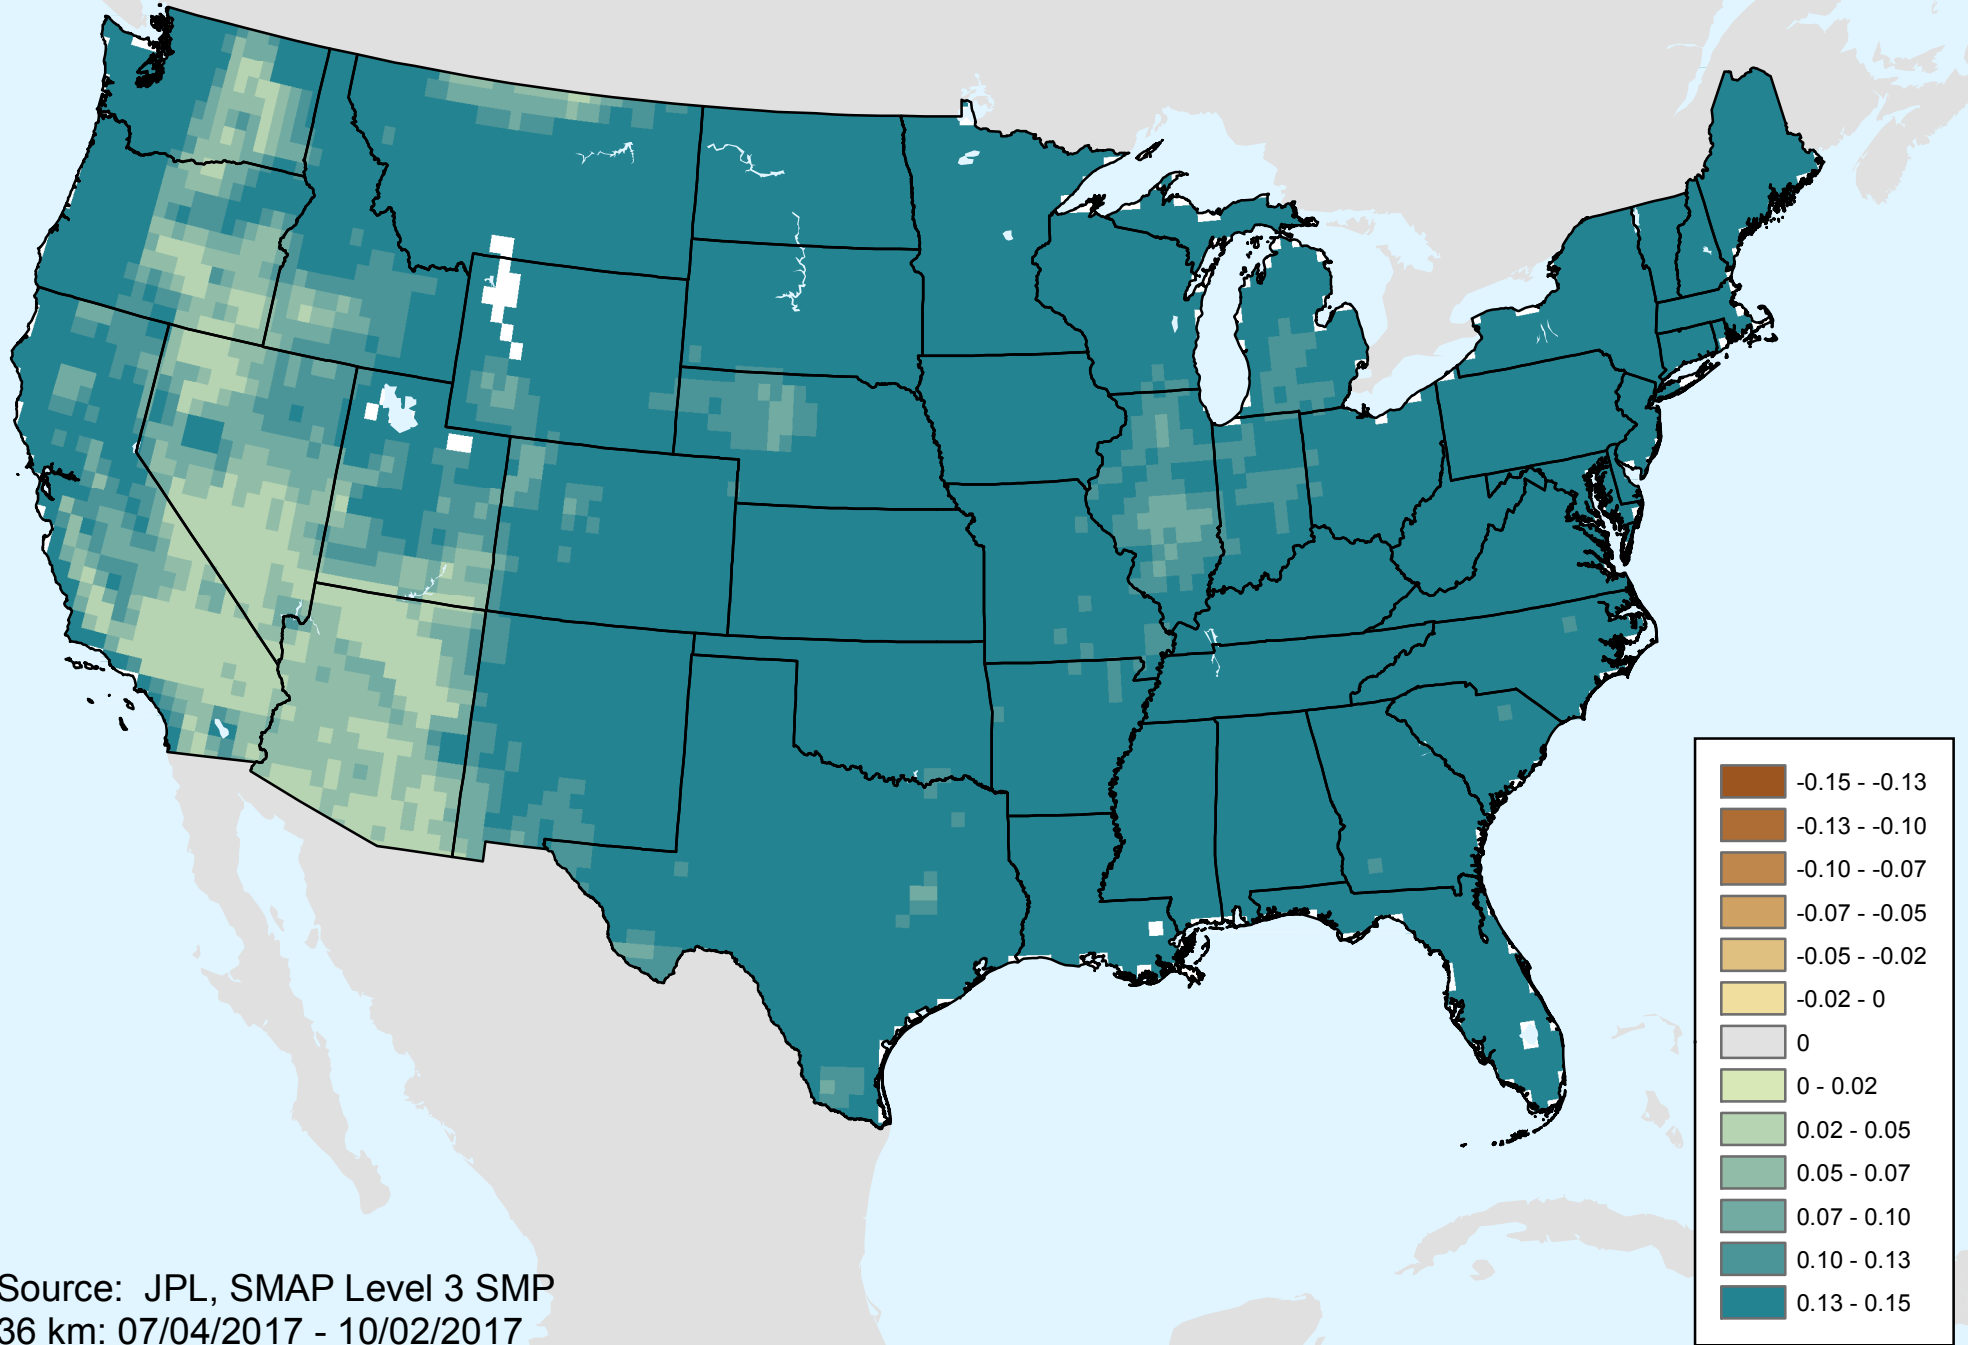 -0.15 - -0.13
-0.13 - -0.10
-0.10 - -0.07
-0.07 - -0.05
-0.05 - -0.02
-0.02 - 0
0
0 - 0.02
0.02 - 0.05
0.05 - 0.07
0.07 - 0.10
0.10 - 0.13
0.13 - 0.15
Source: JPL, SMAP Level 3 SMP
36 km: 07/04/2017 - 10/02/2017